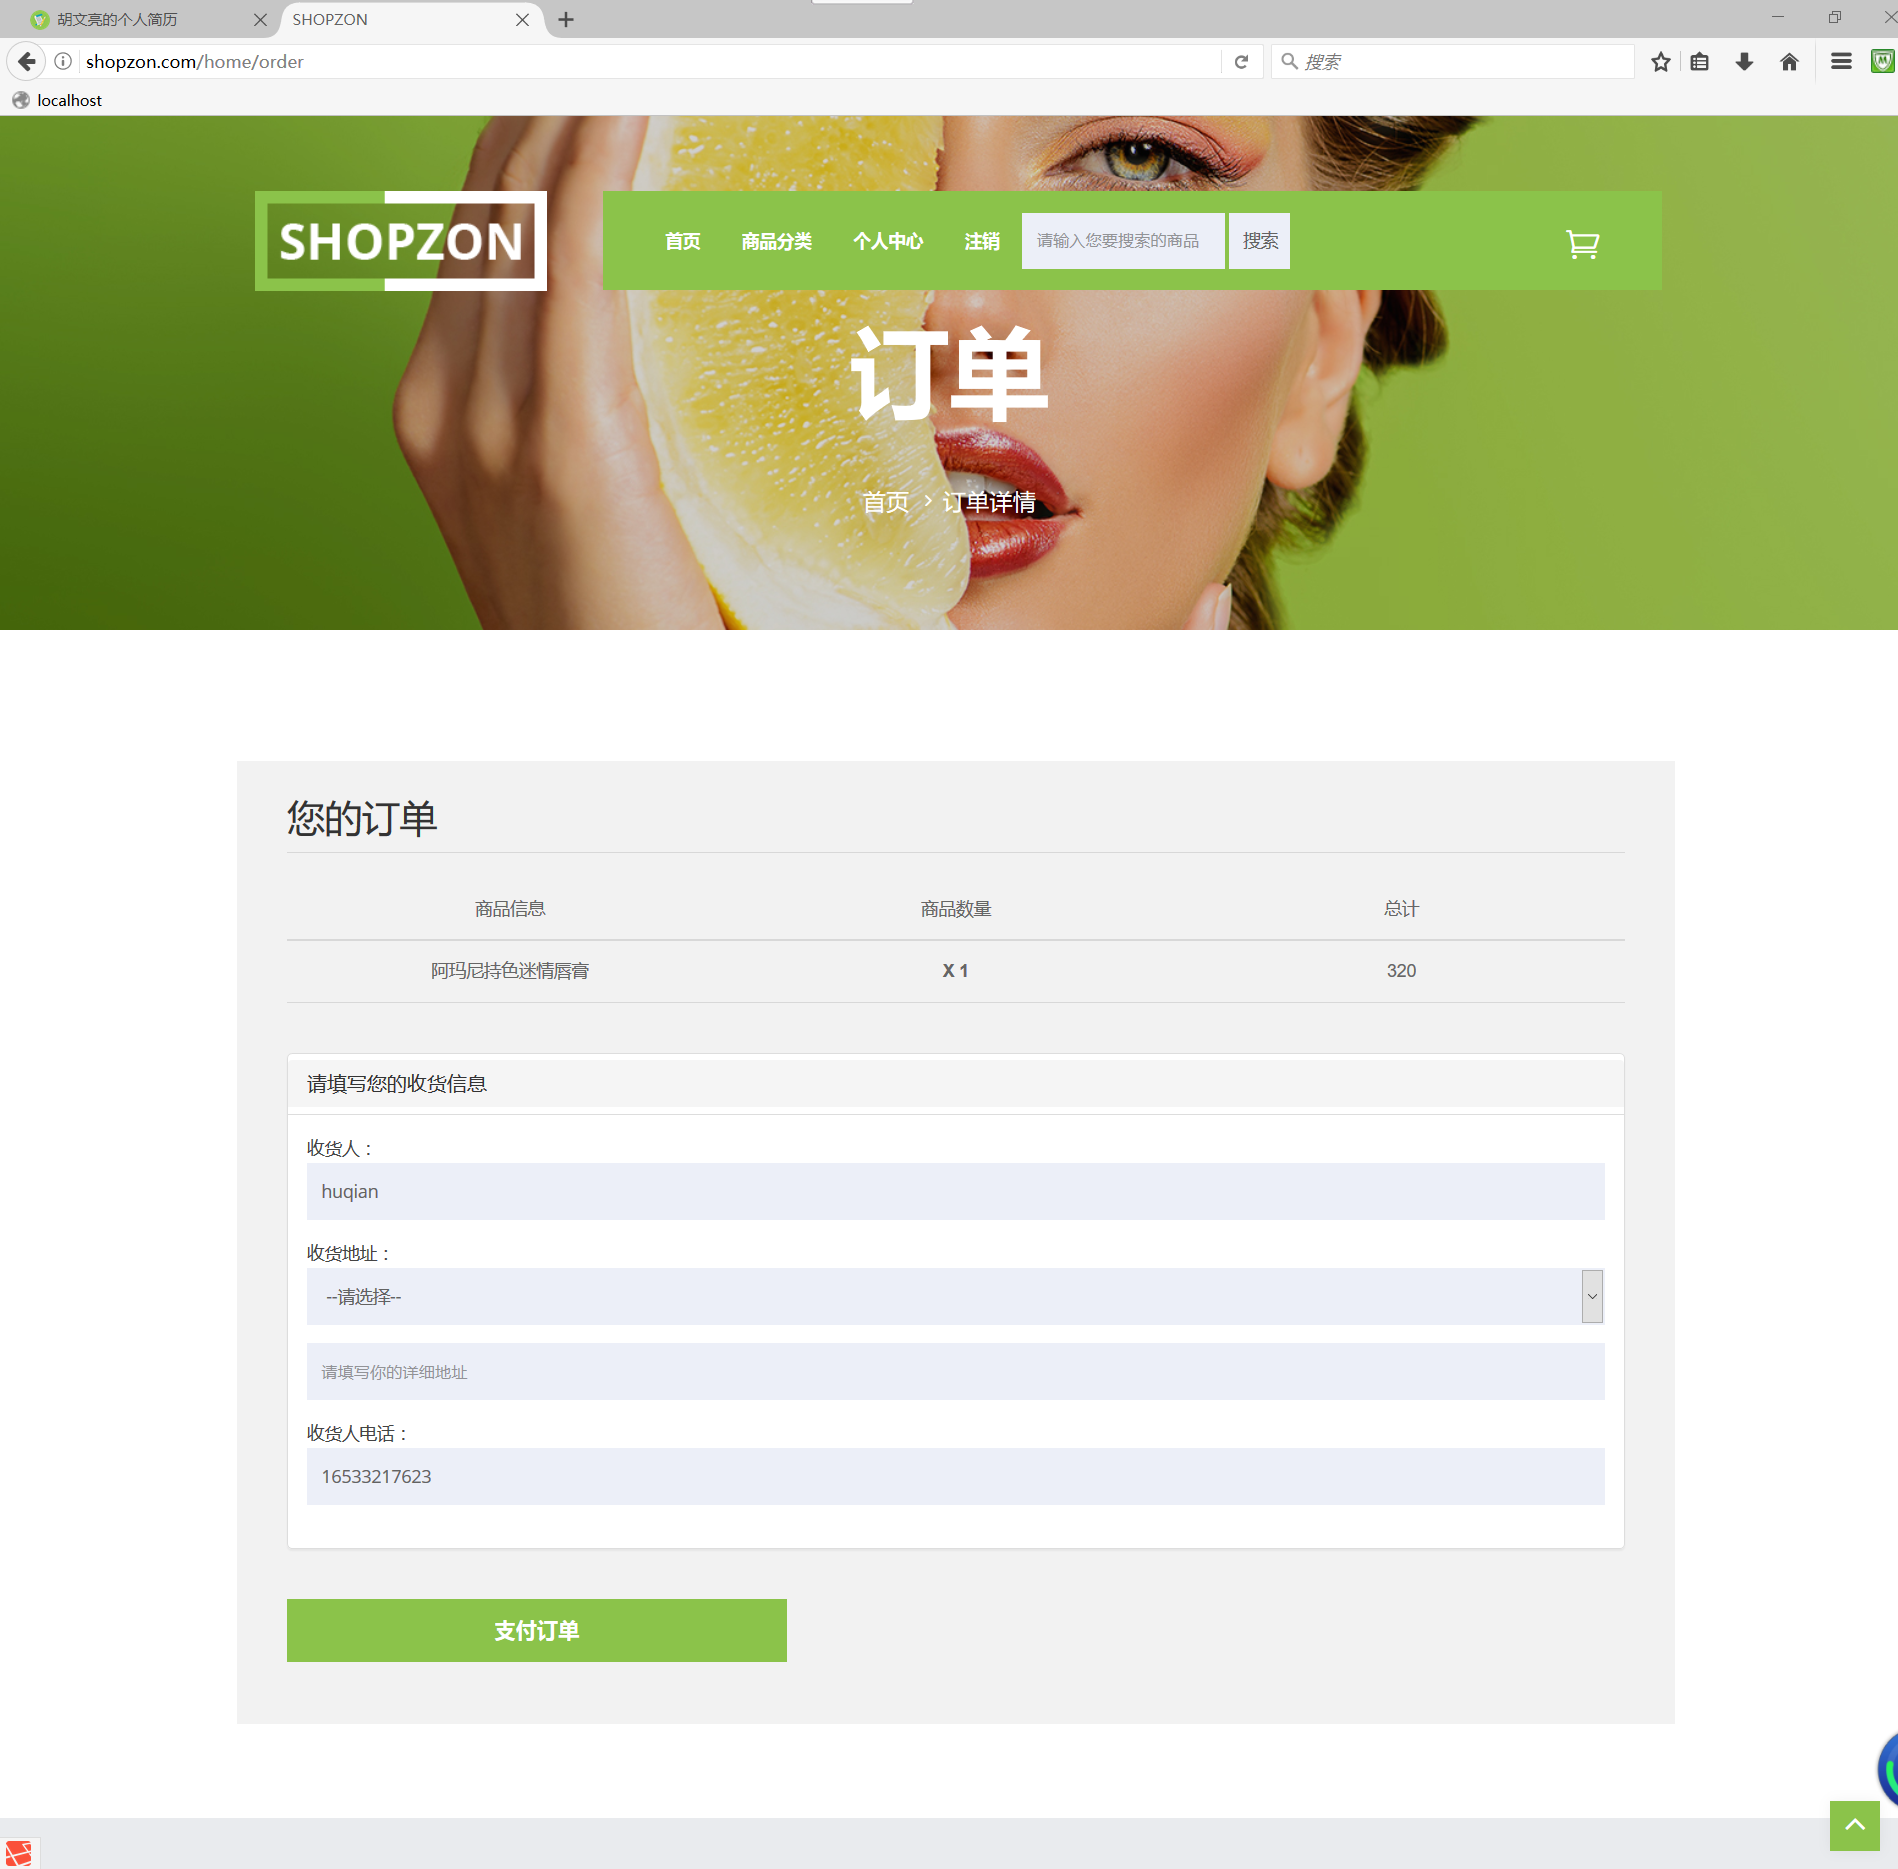 胡文亮的个人简历
SHOPZON
shopzon.com/home/order
搜索
localhost
SHOPZON
首页
商品分类
个人中心
注销
请输入您要搜索的商品
搜索
订单
首页 > 订单详情
您的订单
商品信息 商品数量 总计
阿玛尼持色迷情唇膏 X 1 320
请填写您的收货信息
收货人：
huqian
收货地址：
--请选择--
请填写你的详细地址
收货人电话：
16533217623
支付订单